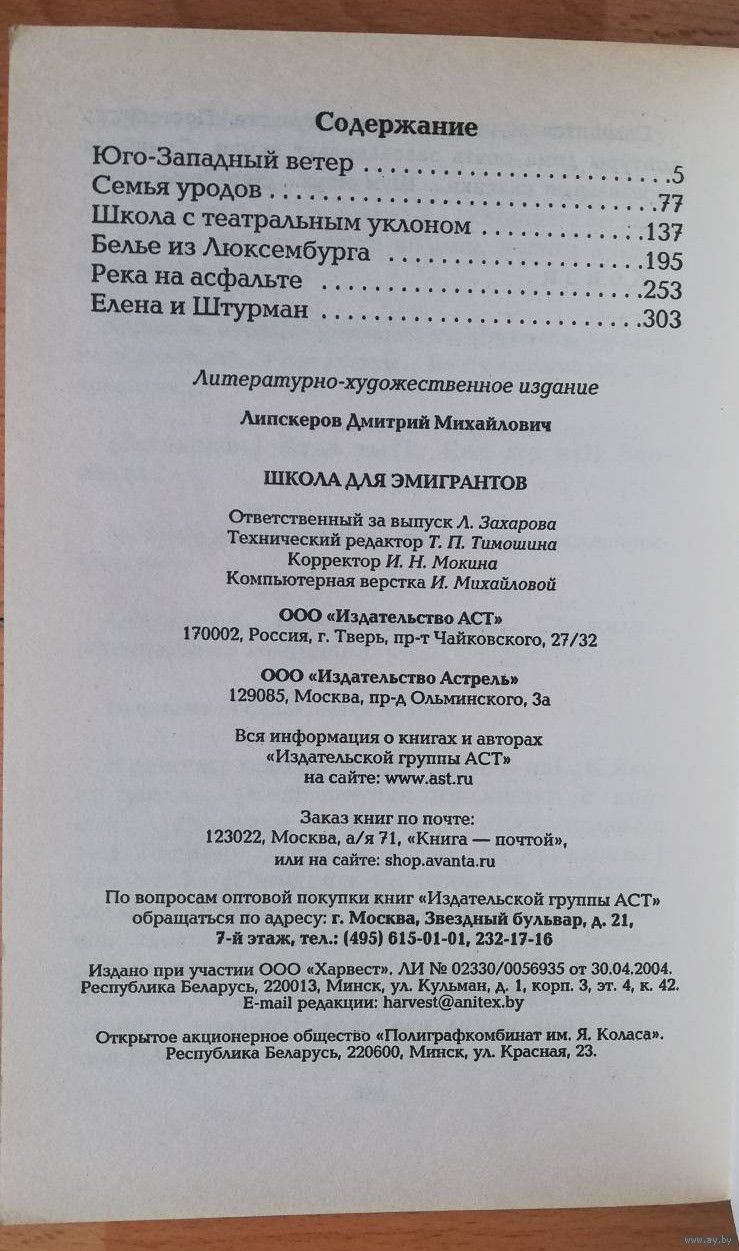 Содержание
Юго-Западный ветер . . . . . . . . . . . . . . . . . . . . . . . .5
Семья уродов . . . . . . . . . . . . . . . . . . . . . . . . . . . . . .77
Школа с театральным уклоном . . . . . . . . . . . . .137
Белье из Люксембурга . . . . . . . . . . . . . . . . . . . .195
Река на асфальте . . . . . . . . . . . . . . . . . . . . . . . . .253
Елена и Штурман . . . . . . . . . . . . . . . . . . . . . . . . .303
Литературно-художественное издание
Липскеров Дмитрий Михайлович
ШКОЛА ДЛЯ ЭМИГРАНТОВ
Ответственный за выпуск Л. Захарова
Технический редактор Т. П. Тимошина
Корректор И. Н. Мокина
Компьютерная верстка И. Михайловой
ООО «Издательство АСТ»
170002, Россия, г. Тверь, пр-т Чайковского, 27/32
ООО «Издательство Астрель»
129085, Москва, пр-д Ольминского, 3а
Вся информация о книгах и авторах
«Издательской группы АСТ»
на сайте: www.ast.ru
Заказ книг по почте:
123022, Москва, а/я 71, «Книга — почтой»,
или на сайте: shop.avanta.ru
По вопросам оптовой покупки книг «Издательской группы АСТ»
обращаться по адресу: г. Москва, Звездный бульвар, д. 21,
7-й этаж, тел.: (495) 615-01-01, 232-17-16
Издано при участии ООО «Харвест». ЛИ № 02330/0056935 от 30.04.2004.
Республика Беларусь, 220013, Минск, ул. Кульман, д. 1, корп. 3, эт. 4, к. 42.
E-mail редакции: harvest@anitex.by
Открытое акционерное общество «Полиграфкомбинат им. Я. Коласа».
Республика Беларусь, 220600, Минск, ул. Красная, 23.
www.ay.by